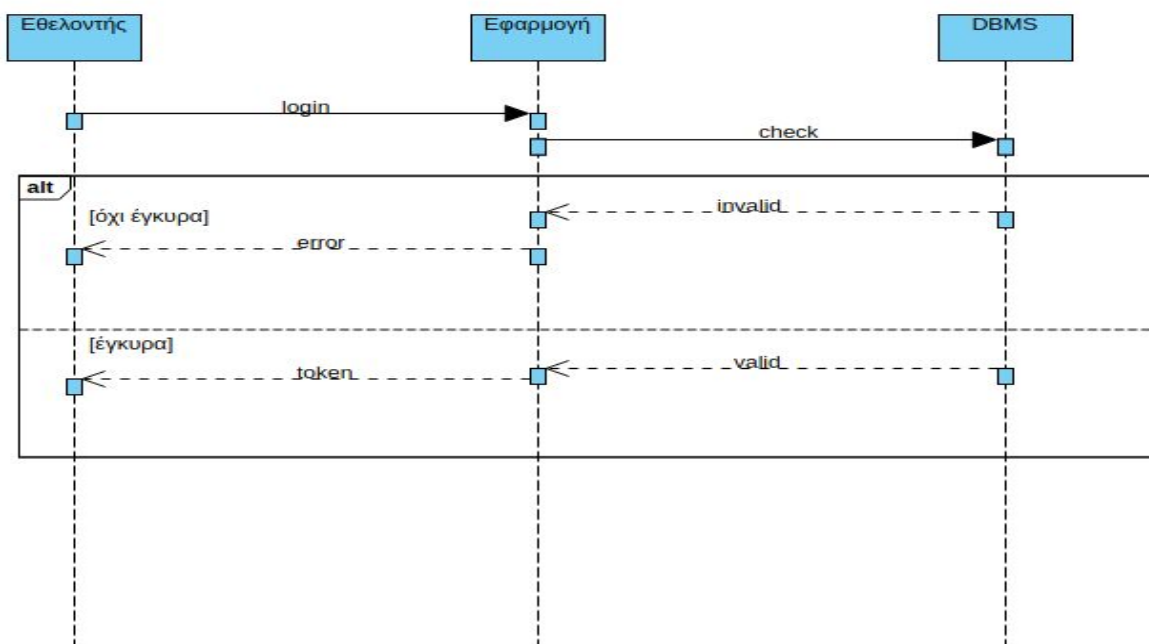 Εθελοντής
Εφαρμογή
DBMS
login
check
alt
[όχι έγκυρα]
invalid
error
[έγκυρα]
valid
token